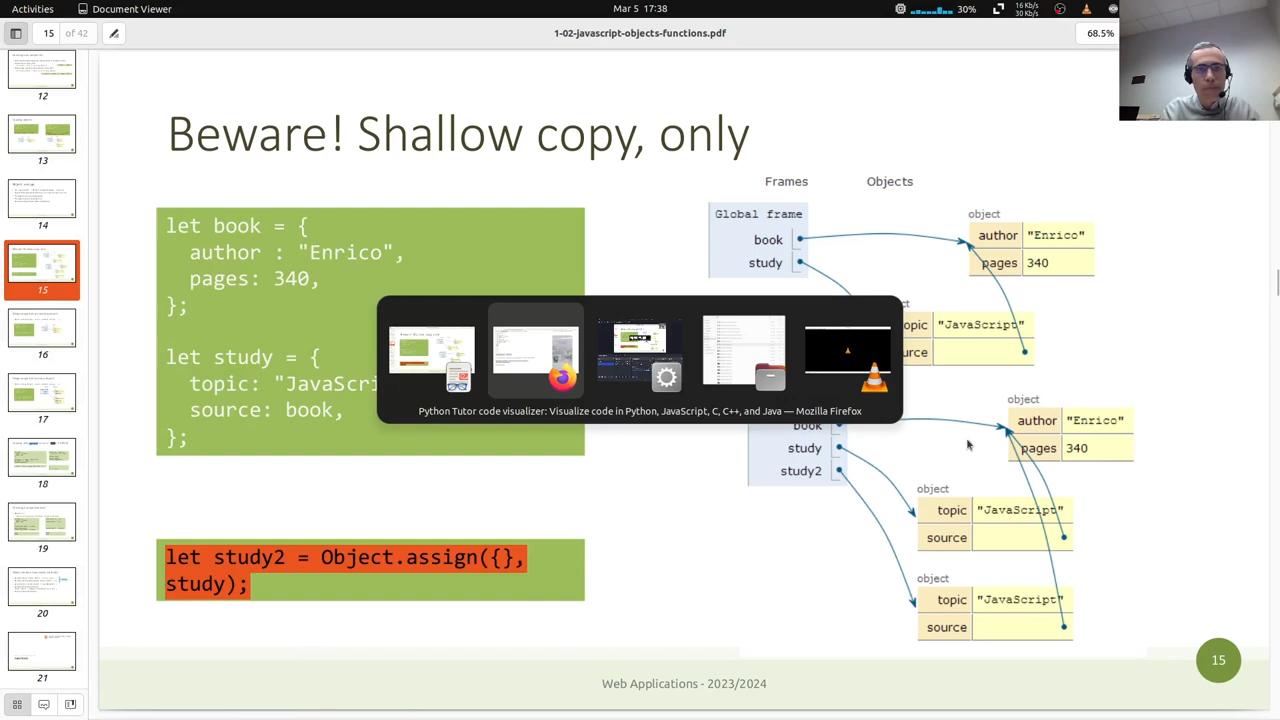 Activities
Document Viewer
Mar 5 17:38
30%
16 Kb/s
30 Kb/s
15 of 42
1-02-javascript-objects-functions.pdf
68.5%
12
13
14
15
16
17
18
19
20
21
Beware! Shallow copy, only
let book = {
author : "Enrico",
pages: 340,
};
let study = {
topic: "JavaScri
source: book,
};
let study2 = Object.assign({},
study);
Frames
Objects
Global frame
book
study
object
author "Enrico"
pages 340
"JavaScript"
Python Tutor code visualizer: Visualize code in Python, JavaScript, C, C++, and Java — Mozilla Firefox
book
study
study2
object
author "Enrico"
pages 340
object
topic "JavaScript"
source
object
topic "JavaScript"
source
15
Web Applications - 2023/2024